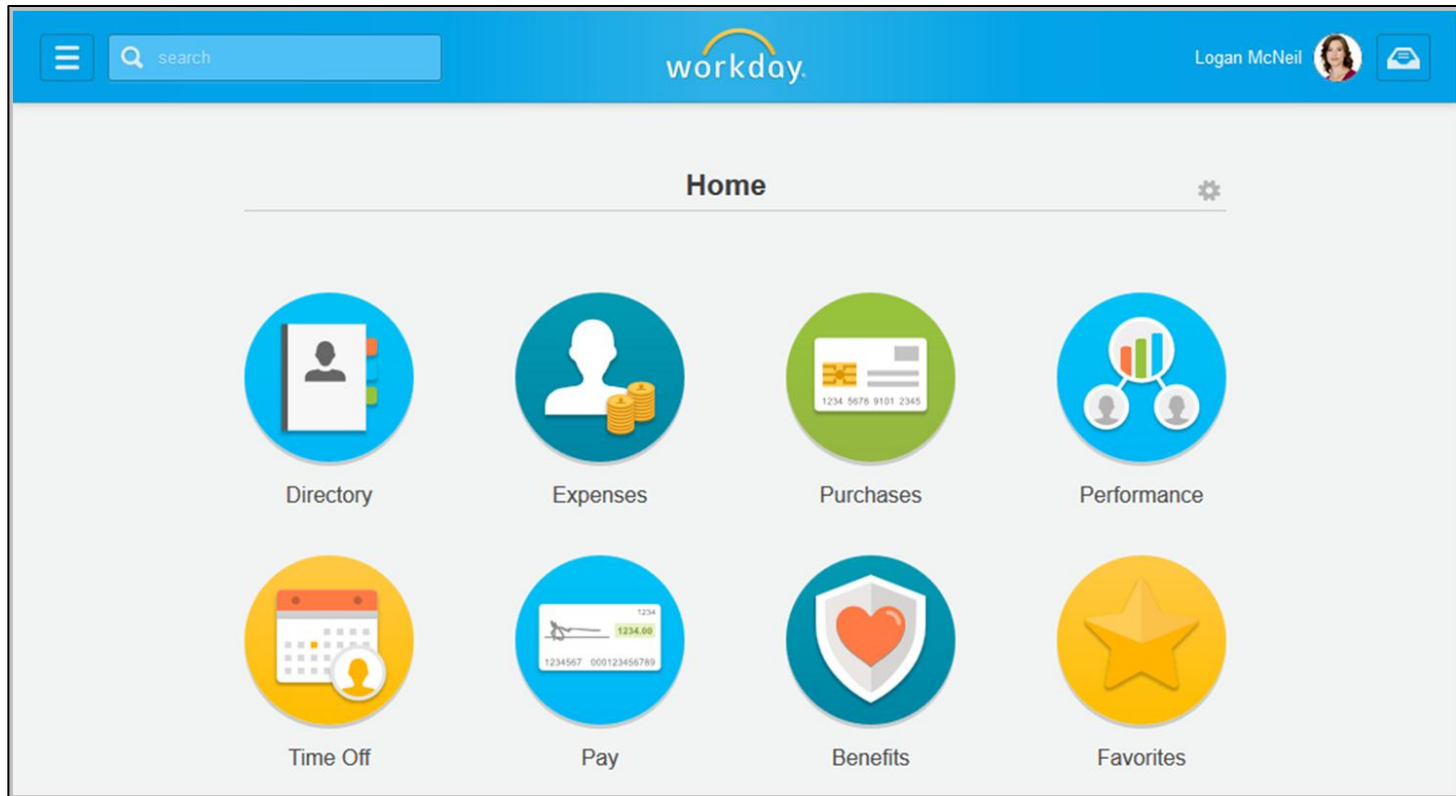 search
workday.
Logan McNeil
Home
1234 5678 9101 2345
Directory
Expenses
Purchases
Performance
1234
1234.00
1234567 000123456789
Time Off
Pay
Benefits
Favorites